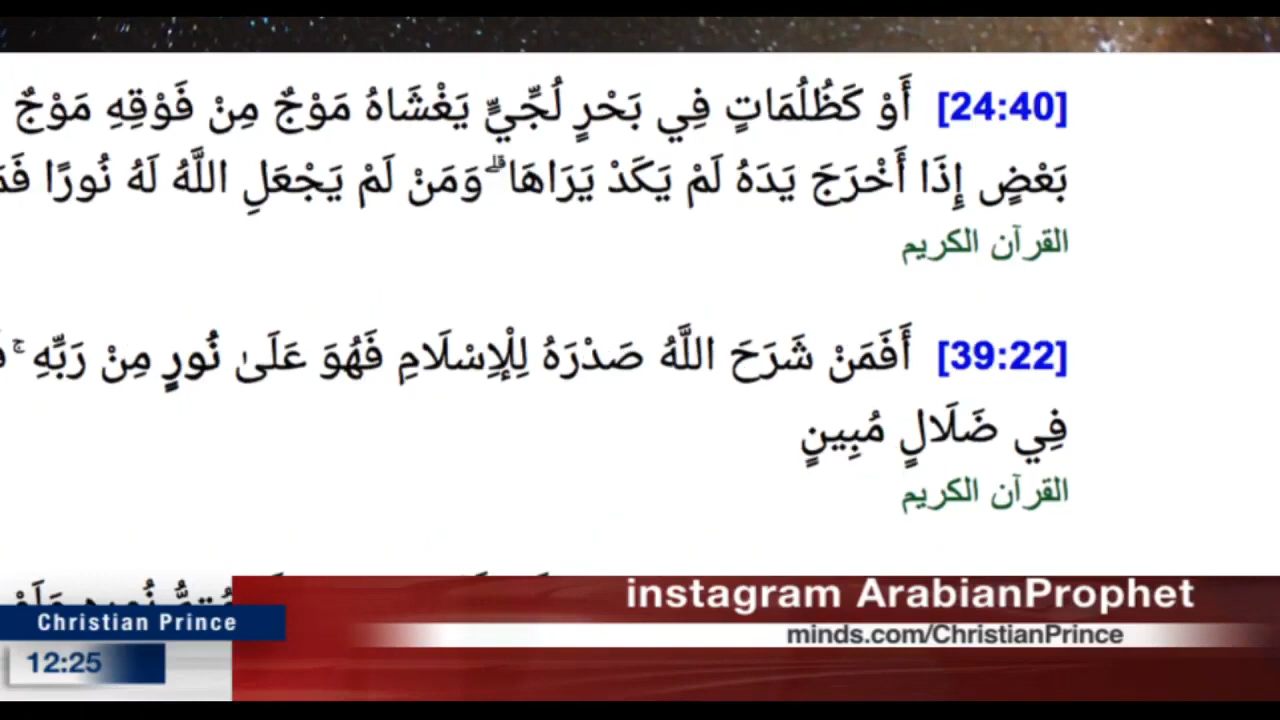 [24:40] أَوْ كَظُلُمَاتٍ فِي بَحْرٍ لُجِّيٍّ يَغْشَاهُ مَوْجٌ مِنْ فَوْقِهِ مَوْجٌ
بَعْضٍ إِذَا أَخْرَجَ يَدَهُ لَمْ يَكَدْ يَرَاهَا ۗ وَمَنْ لَمْ يَجْعَلِ اللَّهُ لَهُ نُورًا
القرآن الكريم
[39:22] أَفَمَنْ شَرَحَ اللَّهُ صَدْرَهُ لِلْإِسْلَامِ فَهُوَ عَلَىٰ نُورٍ مِنْ رَبِّهِ ۚ
فِي ضَلَالٍ مُبِينٍ
القرآن الكريم
instagram ArabianProphet
Christian Prince
minds.com/ChristianPrince
12:25